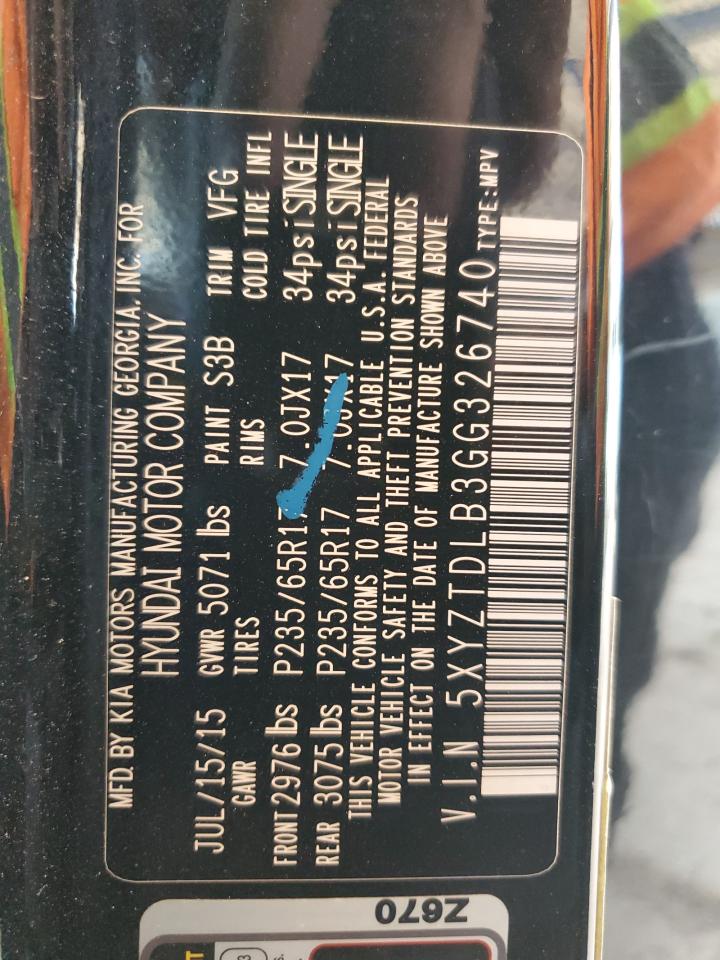 MFD. BY KIA MOTORS MANUFACTURING GEORGIA, INC. FOR
HYUNDAI MOTOR COMPANY
JUL/15/15 GVWR 5071 lbs PAINT S3B TRIM VFG
GAWR TIRES RIMS COLD TIRE INFL
FRONT 2976 lbs P235/65R17 7.0JX17 34psi SINGLE
REAR 3075 lbs P235/65R17 7.0JX17 34psi SINGLE
THIS VEHICLE CONFORMS TO ALL APPLICABLE U.S.A. FEDERAL
MOTOR VEHICLE SAFETY AND THEFT PREVENTION STANDARDS
IN EFFECT ON THE DATE OF MANUFACTURE SHOWN ABOVE
V.I.N 5XYZTDLB3GG326740 TYPE:MPV
Z670